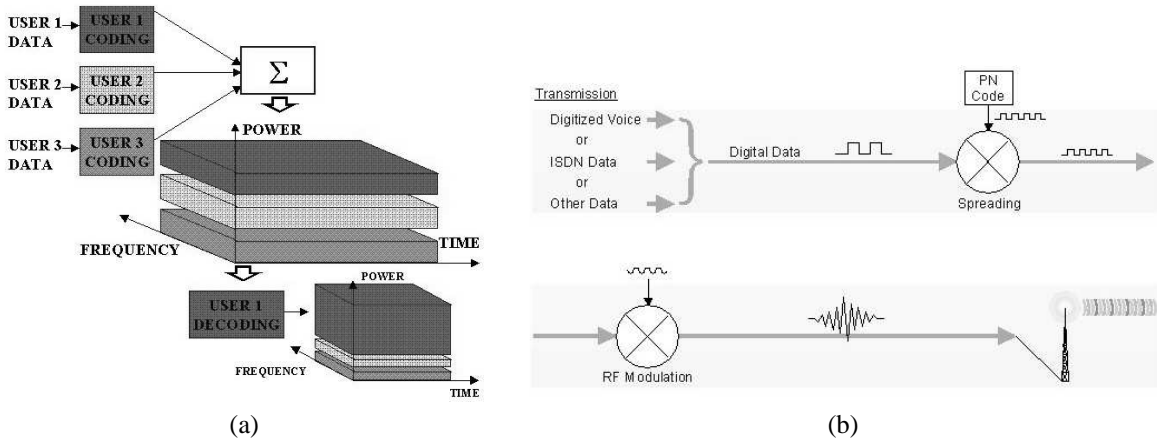 USER 1
DATA
USER 1
CODING
USER 2
DATA
USER 2
CODING
USER 3
DATA
USER 3
CODING
Σ
POWER
TIME
FREQUENCY
USER 1
DECODING
POWER
FREQUENCY
TIME
(a)
Transmission
Digitized Voice
or
ISDN Data
or
Other Data
Digital Data
PN
Code
Spreading
RF Modulation
(b)